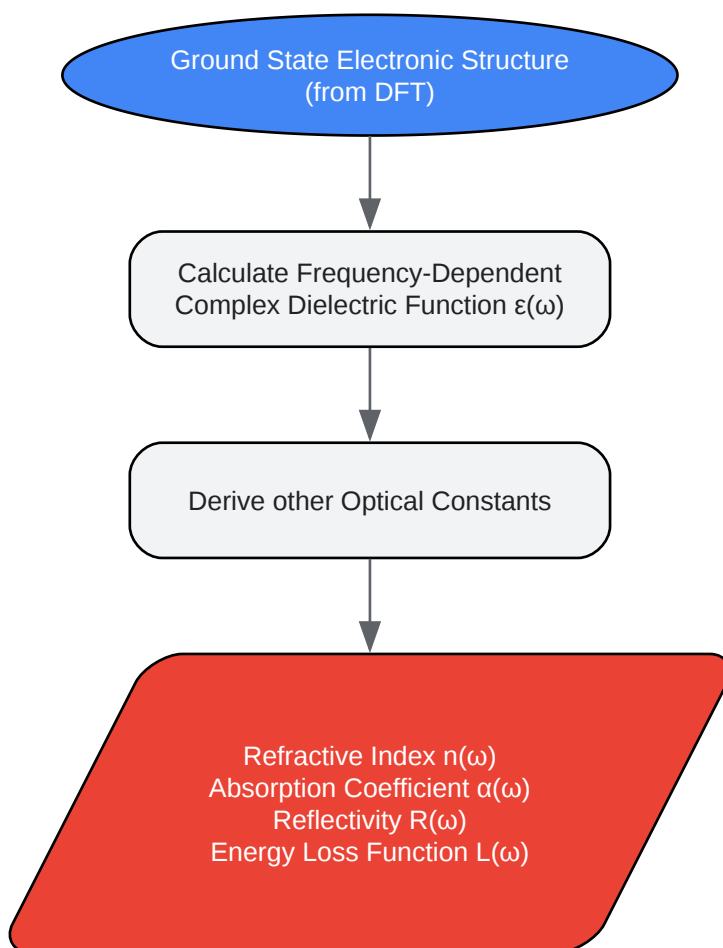 Ground State Electronic Structure
(from DFT)
Calculate Frequency-Dependent
Complex Dielectric Function ε(ω)
Derive other Optical Constants
Refractive Index n(ω)
Absorption Coefficient α(ω)
Reflectivity R(ω)
Energy Loss Function L(ω)